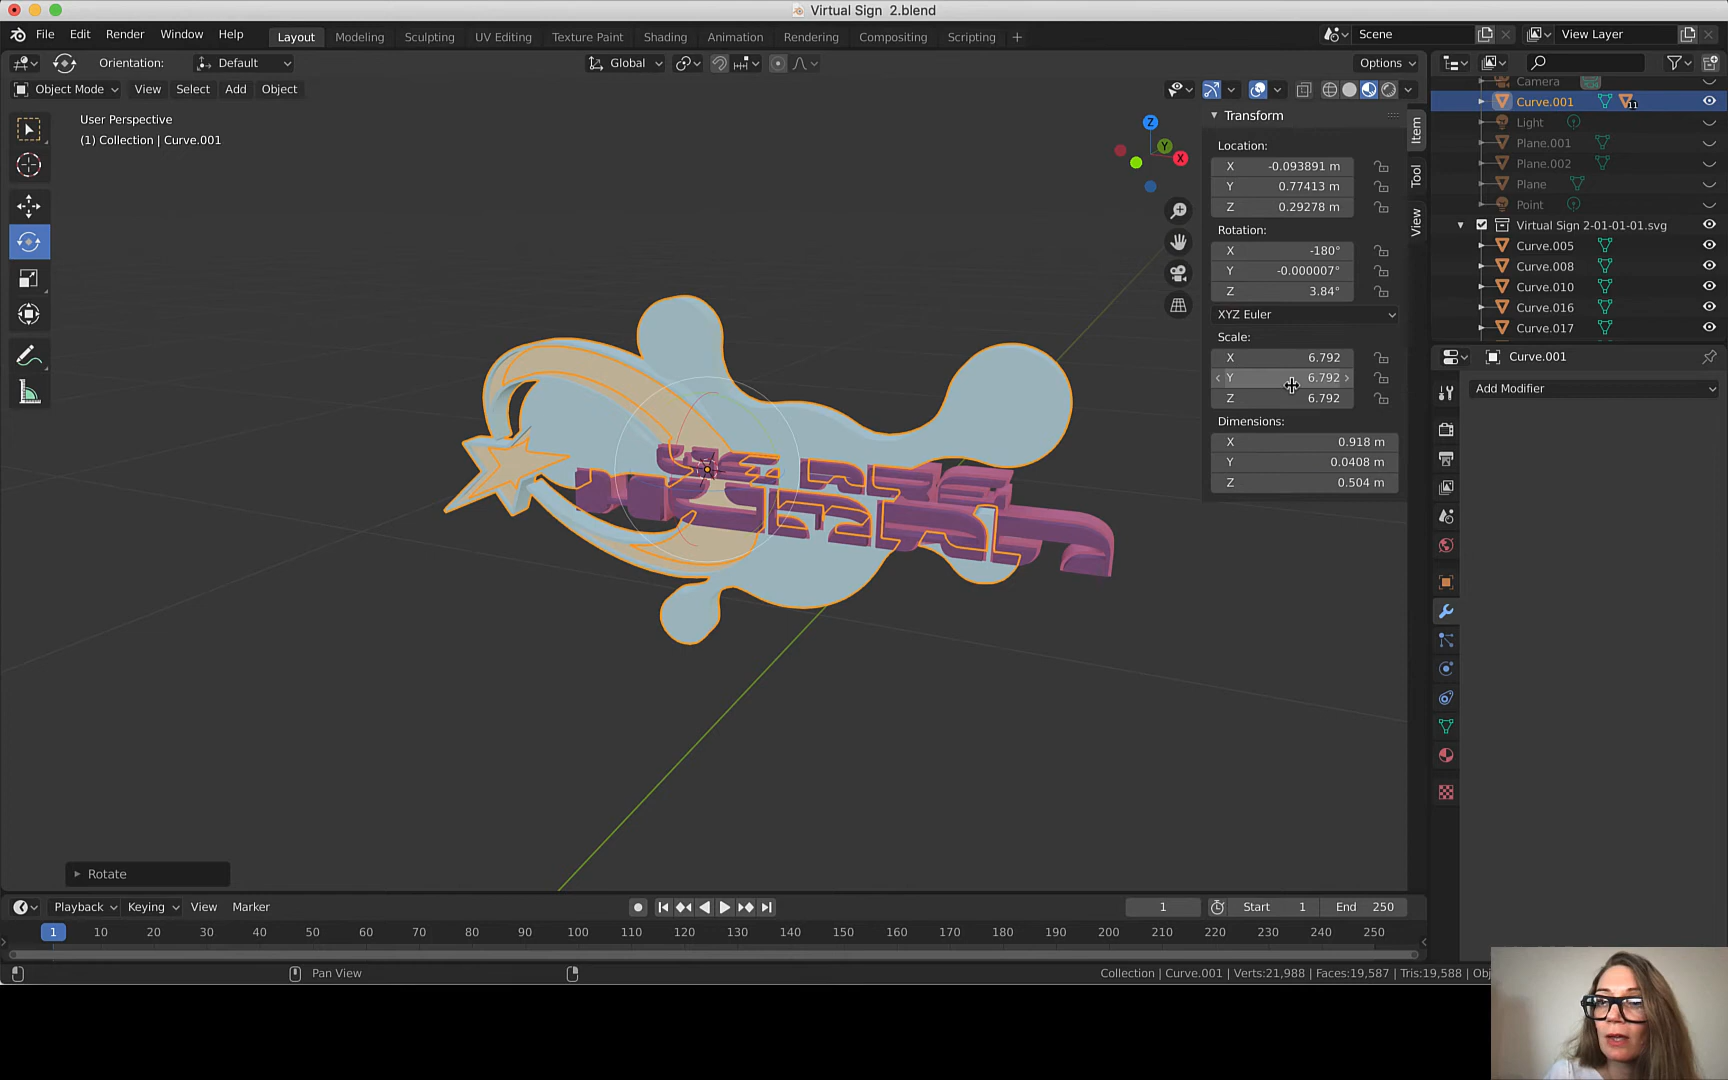 Virtual Sign 2.blend
File Edit Render Window Help
Layout Modeling Sculpting UV Editing Texture Paint Shading Animation Rendering Compositing Scripting +
Scene
View Layer
Orientation: Default
Global
Options
Object Mode View Select Add Object
User Perspective
(1) Collection | Curve.001
Z
Y
X
Transform
Location:
X -0.093891 m
Y 0.77413 m
Z 0.29278 m
Rotation:
X -180°
Y -0.000007°
Z 3.84°
XYZ Euler
Scale:
X 6.792
Y 6.792
Z 6.792
Dimensions:
X 0.918 m
Y 0.0408 m
Z 0.504 m
Item
Tool
View
Camera
Curve.001 11
Light
Plane.001
Plane.002
Plane
Point
Virtual Sign 2-01-01-01.svg
Curve.005
Curve.008
Curve.010
Curve.016
Curve.017
Curve.001
Add Modifier
Rotate
Playback Keying View Marker
1
Start 1
End 250
1 10 20 30 40 50 60 70 80 90 100 110 120 130 140 150 160 170 180 190 200 210 220 230 240 250
Pan View
Collection | Curve.001 | Verts:21,988 | Faces:19,587 | Tris:19,588 | Obj